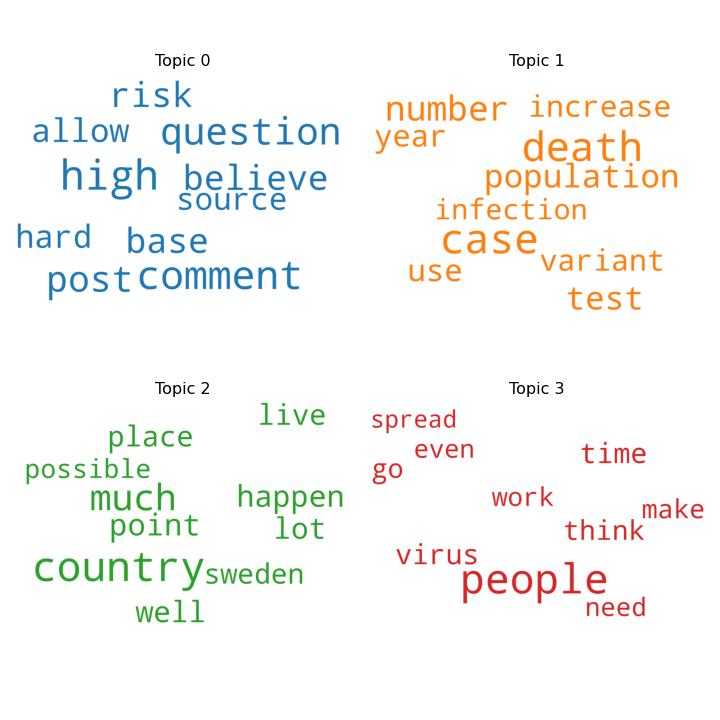 Topic 0
risk
allow question
high believe
source
hard base
post comment
Topic 1
number increase
year death
population
infection
case
use variant
test
Topic 2
live
place
possible
much happen
point lot
country sweden
well
Topic 3
spread
even time
go
work make
think
virus
people
need